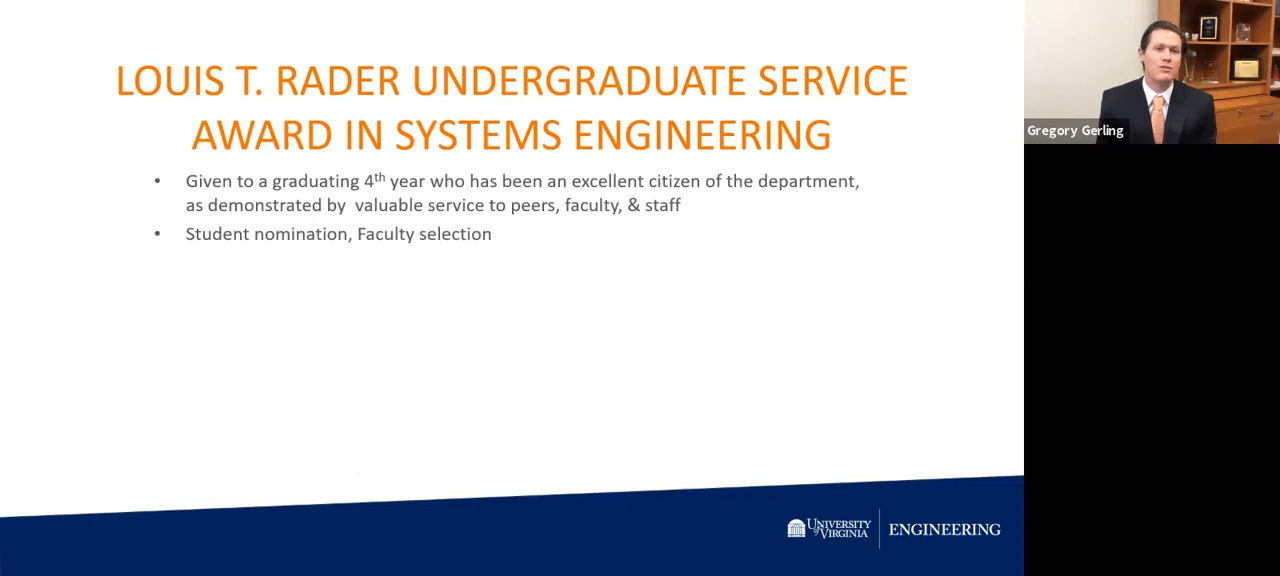 LOUIS T. RADER UNDERGRADUATE SERVICE
AWARD IN SYSTEMS ENGINEERING
• Given to a graduating 4th year who has been an excellent citizen of the department,
as demonstrated by valuable service to peers, faculty, & staff
• Student nomination, Faculty selection
Gregory Gerling
UNIVERSITY
of VIRGINIA
ENGINEERING